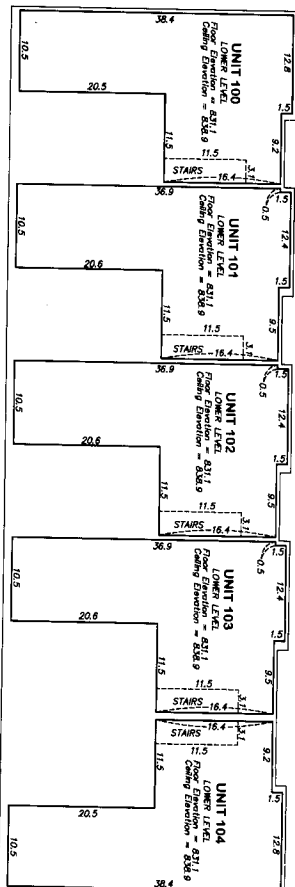 38.4
12.8
10.5
UNIT 100
LOWER LEVEL
Floor Elevation = 831.1
Ceiling Elevation = 838.9
1.5
20.5
9.2
11.5
11.5
3.1
STAIRS
16.4
36.9
1.5
0.5
12.4
10.5
UNIT 101
LOWER LEVEL
Floor Elevation = 831.1
Ceiling Elevation = 838.9
1.5
20.6
9.5
11.5
11.5
3.1
STAIRS
16.4
36.9
1.5
0.5
12.4
10.5
UNIT 102
LOWER LEVEL
Floor Elevation = 831.1
Ceiling Elevation = 838.9
1.5
20.6
9.5
11.5
11.5
3.1
STAIRS
16.4
36.9
1.5
0.5
12.4
10.5
UNIT 103
LOWER LEVEL
Floor Elevation = 831.1
Ceiling Elevation = 838.9
1.5
20.6
9.5
11.5
11.5
3.1
STAIRS
16.4
16.4
3.1
STAIRS
11.5
11.5
9.2
20.5
1.5
UNIT 104
LOWER LEVEL
Floor Elevation = 831.1
Ceiling Elevation = 838.9
12.8
10.5
38.4